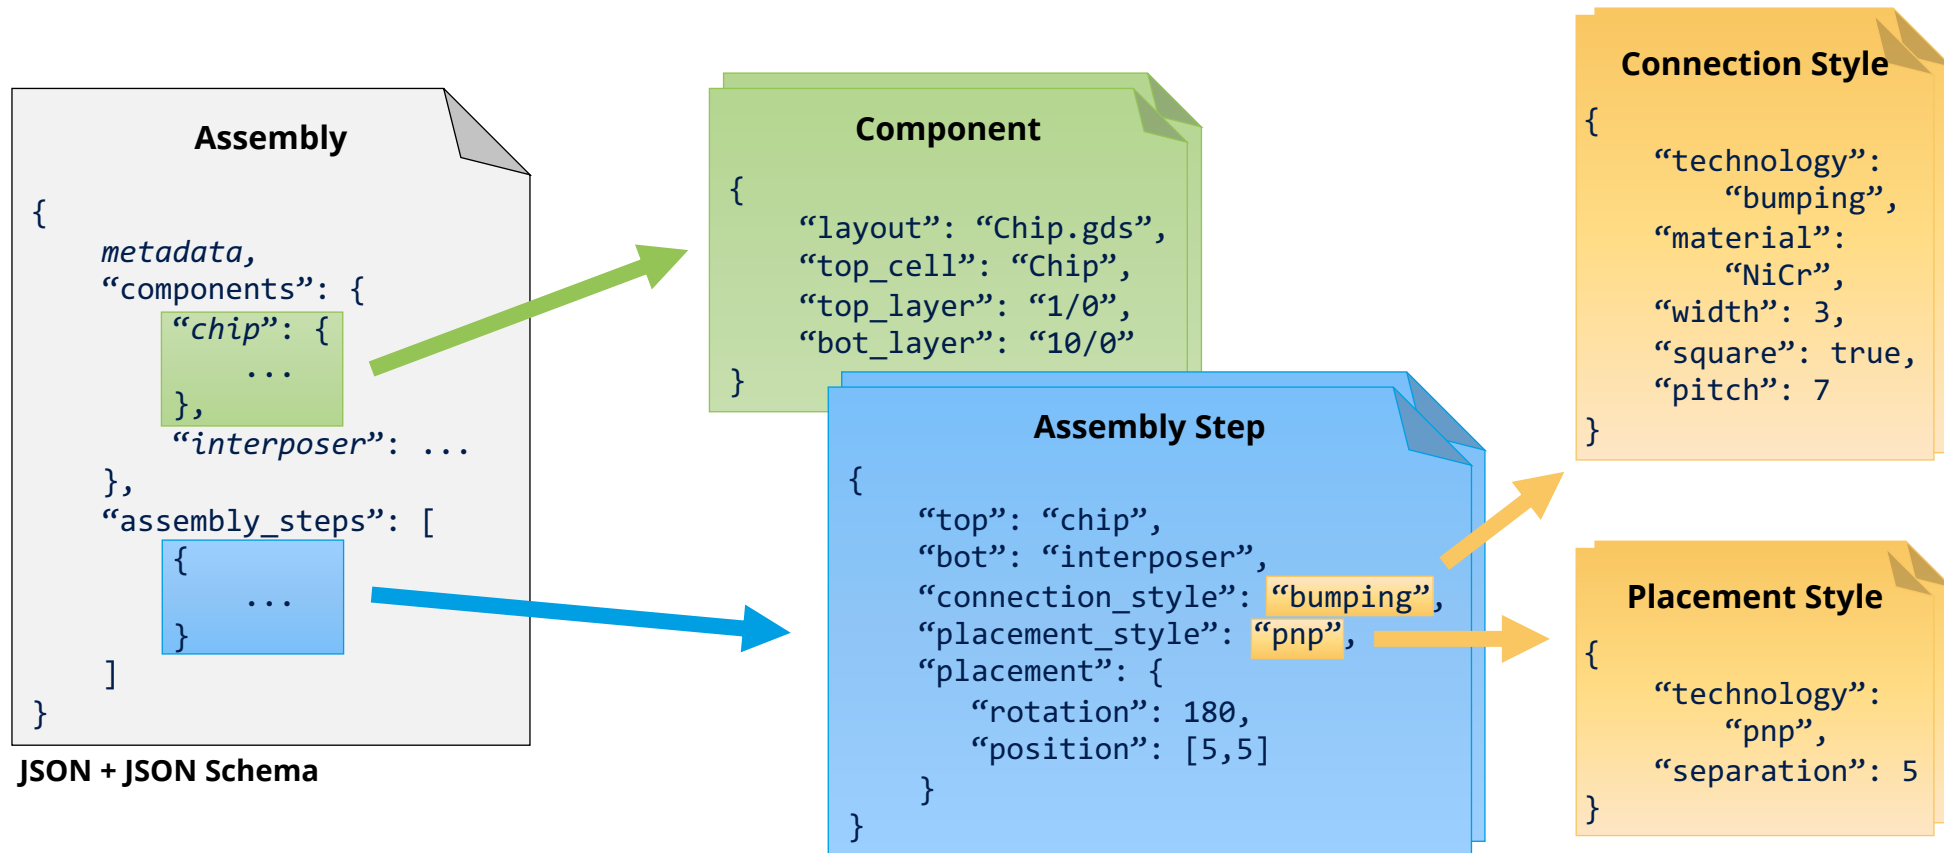 Assembly
{
metadata,
“components”: {
“chip”: {
...
},
“interposer”: ...
},
“assembly_steps”: [
{
...
}
]
}
JSON + JSON Schema
Component
{
“layout”: “Chip.gds”,
“top_cell”: “Chip”,
“top_layer”: “1/0”,
“bot_layer”: “10/0”
}
Assembly Step
{
“top”: “chip”,
“bot”: “interposer”,
“connection_style”: “bumping”,
“placement_style”: “pnp”,
“placement”: {
“rotation”: 180,
“position”: [5,5]
}
}
Connection Style
{
“technology”:
“bumping”,
“material”:
“NiCr”,
“width”: 3,
“square”: true,
“pitch”: 7
}
Placement Style
{
“technology”:
“pnp”,
“separation”: 5
}